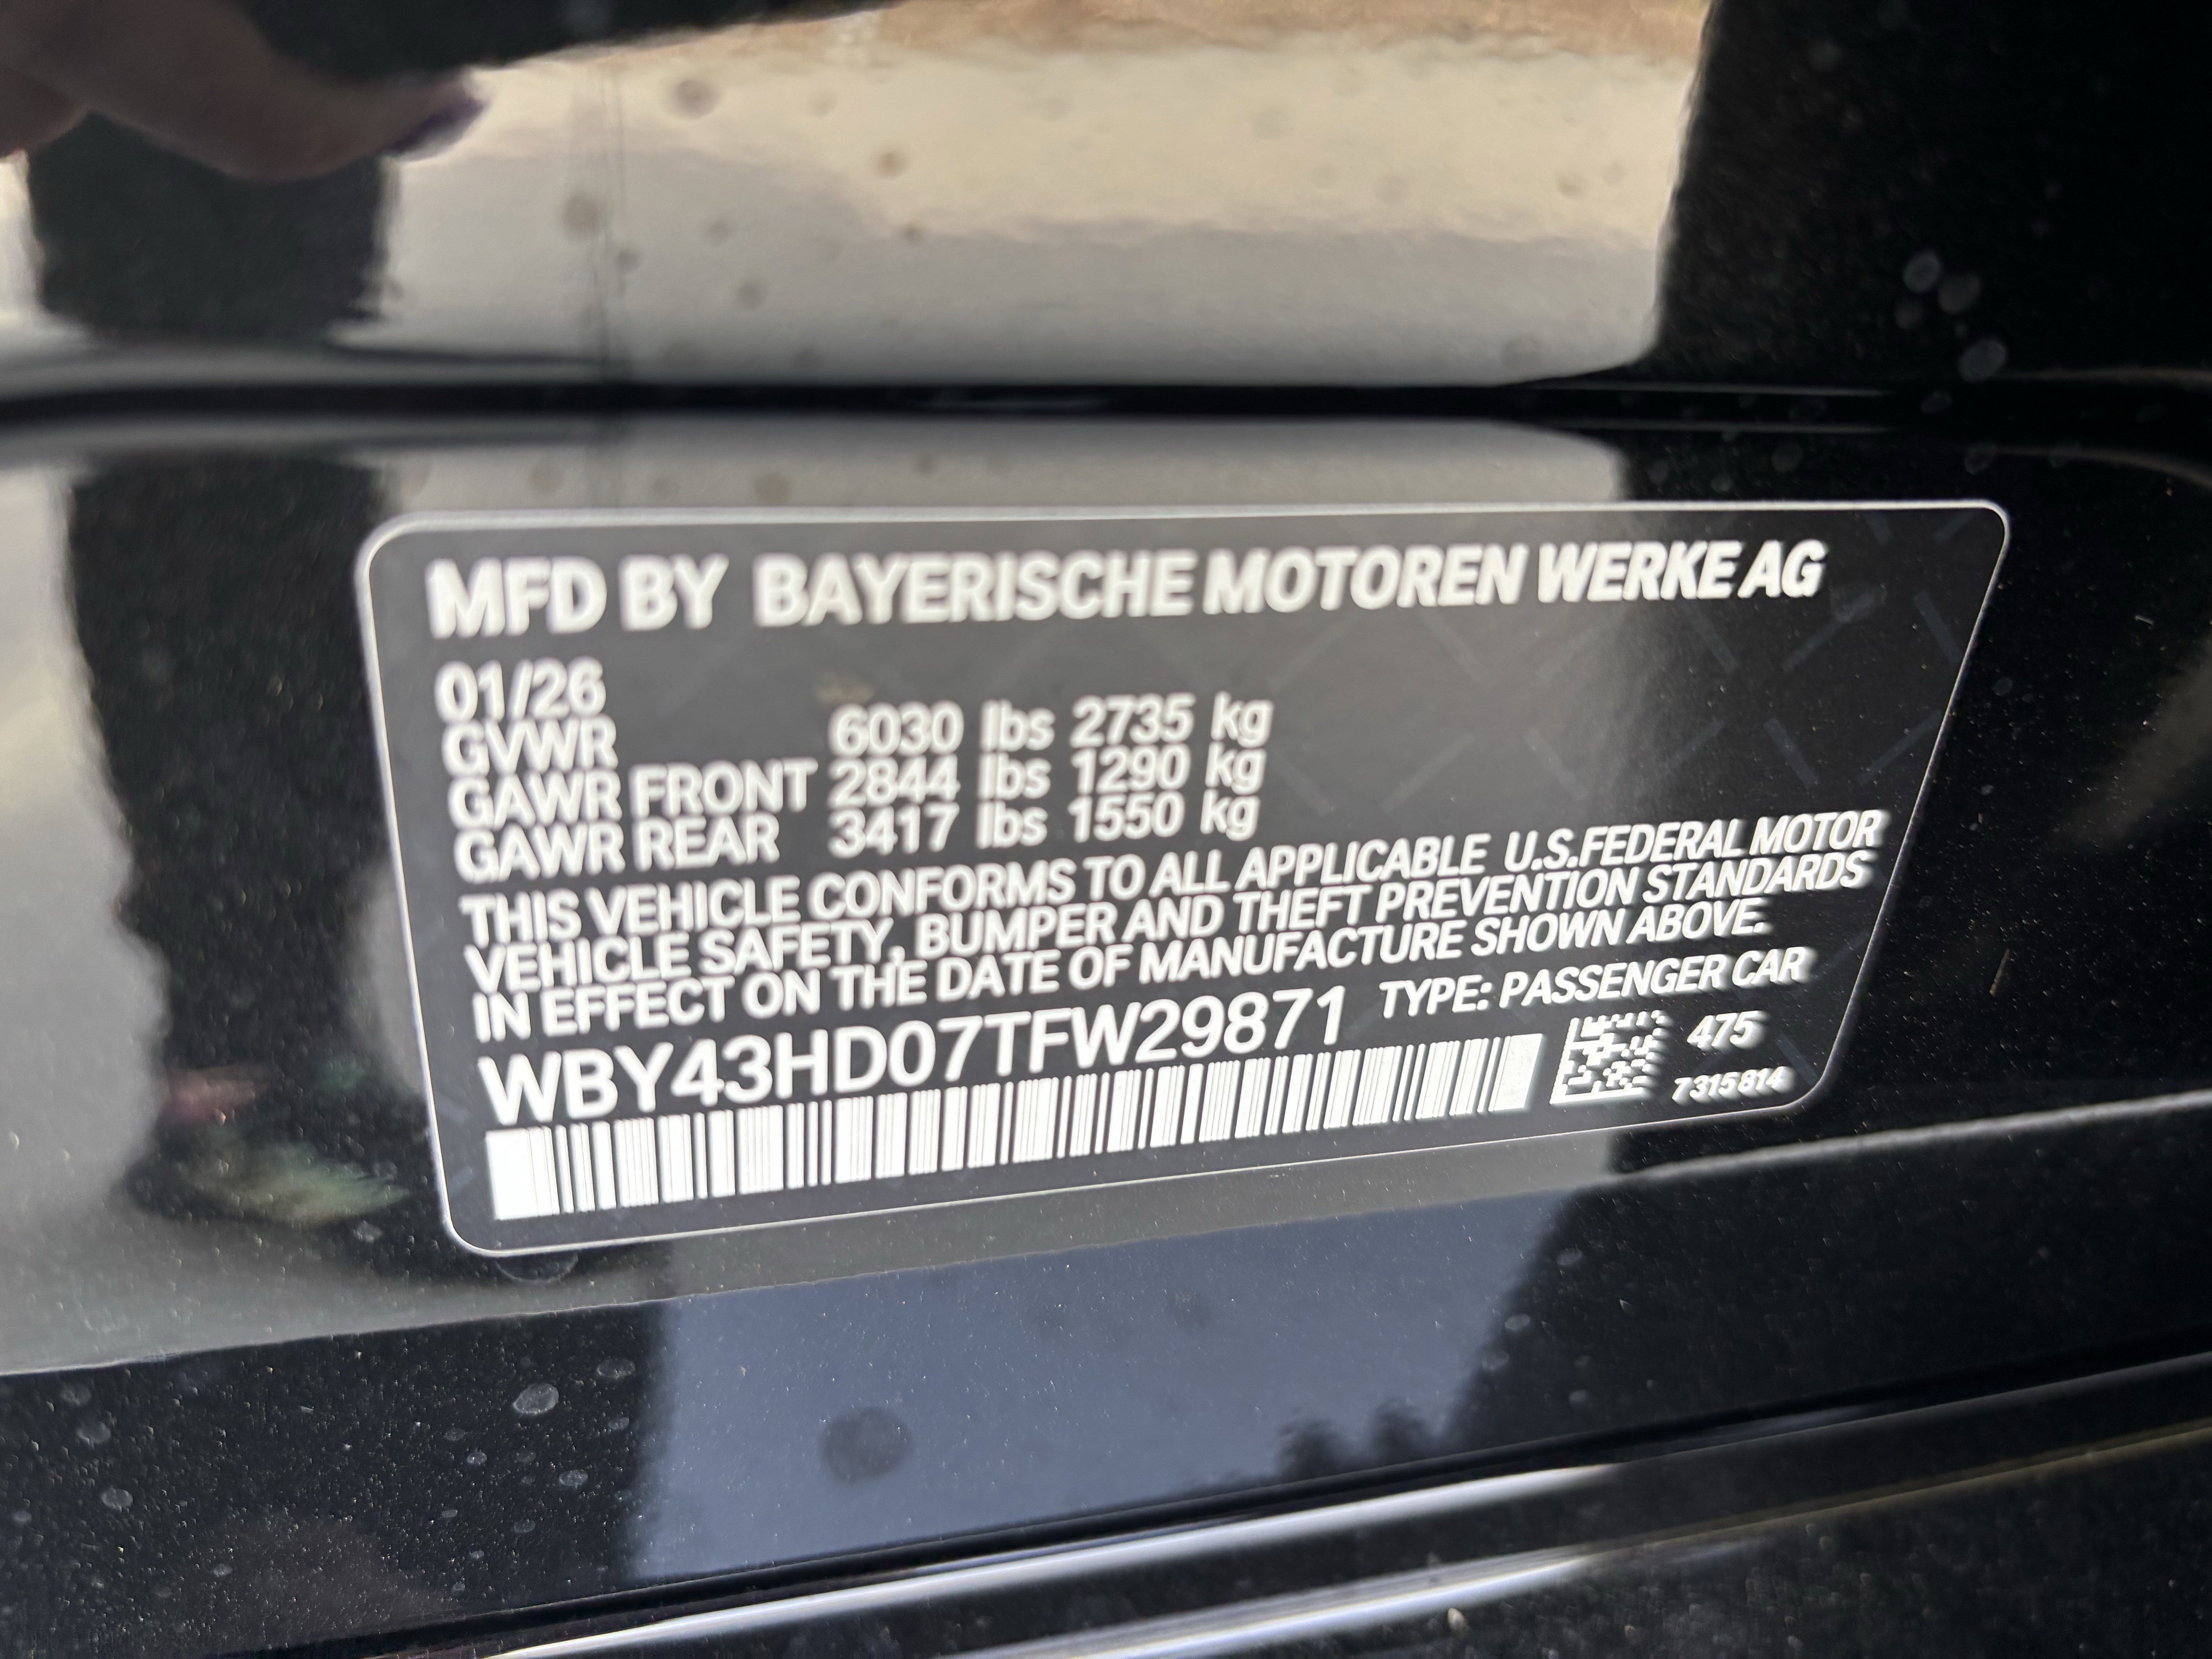 MFD BY BAYERISCHE MOTOREN WERKE AG
01/26
GVWR 6030 lbs 2735 kg
GAWR FRONT 2844 lbs 1290 kg
GAWR REAR 3417 lbs 1550 kg
THIS VEHICLE CONFORMS TO ALL APPLICABLE U.S.FEDERAL MOTOR
VEHICLE SAFETY, BUMPER AND THEFT PREVENTION STANDARDS
IN EFFECT ON THE DATE OF MANUFACTURE SHOWN ABOVE.
WBY43HD07TFW29871 TYPE: PASSENGER CAR
475
7315814